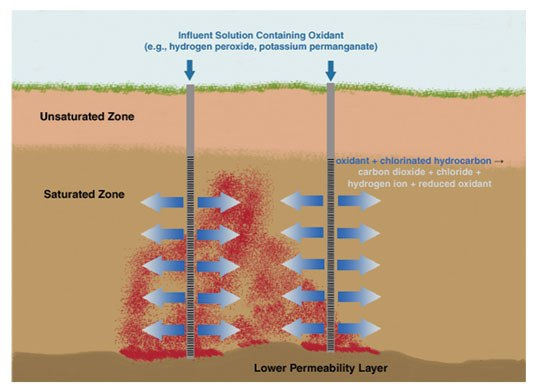 Influent Solution Containing Oxidant
(e.g., hydrogen peroxide, potassium permanganate)
Unsaturated Zone
oxidant + chlorinated hydrocarbon →
carbon dioxide + chloride +
hydrogen ion + reduced oxidant
Saturated Zone
Lower Permeability Layer